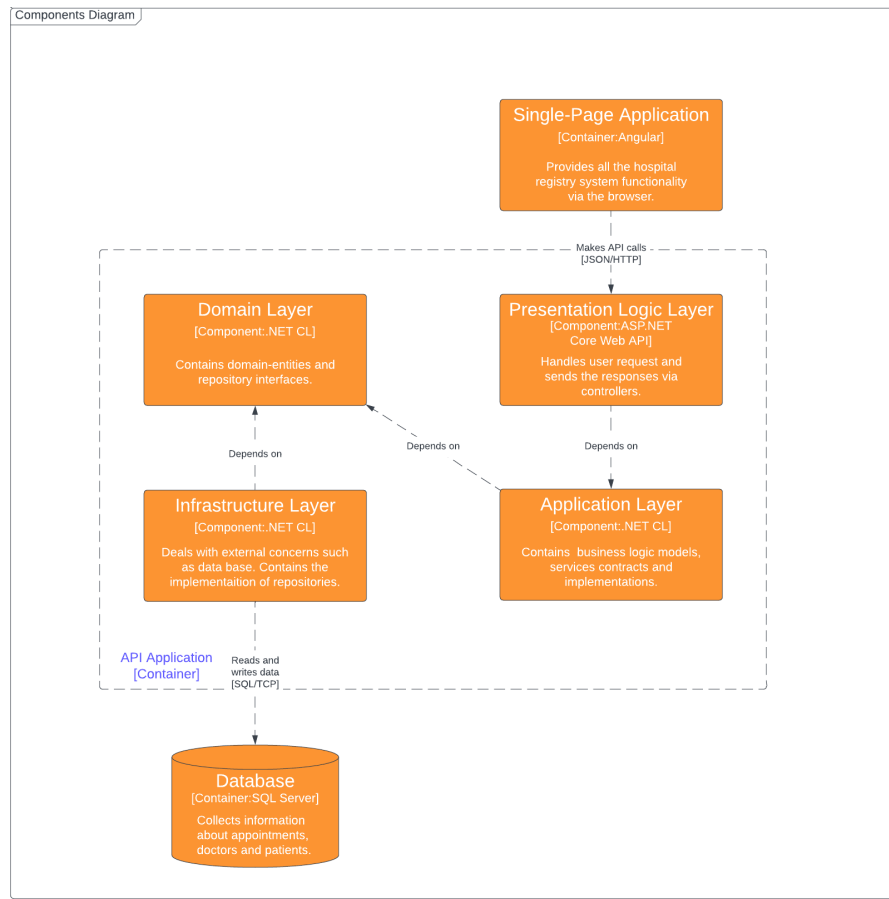 Components Diagram
Single-Page Application
[Container:Angular]
Provides all the hospital
registry system functionality
via the browser.
Makes API calls
[JSON/HTTP]
Domain Layer
[Component:.NET CL]
Contains domain-entities and
repository interfaces.
Presentation Logic Layer
[Component:ASP.NET
Core Web API]
Handles user request and
sends the responses via
controllers.
Depends on
Depends on
Depends on
Infrastructure Layer
[Component:.NET CL]
Deals with external concerns such
as data base. Contains the
implementaition of repositories.
Application Layer
[Component:.NET CL]
Contains  business logic models,
services contracts and
implementations.
API Application
[Container]
Reads and
writes data
[SQL/TCP]
Database
[Container:SQL Server]
Collects information
about appointments,
doctors and patients.